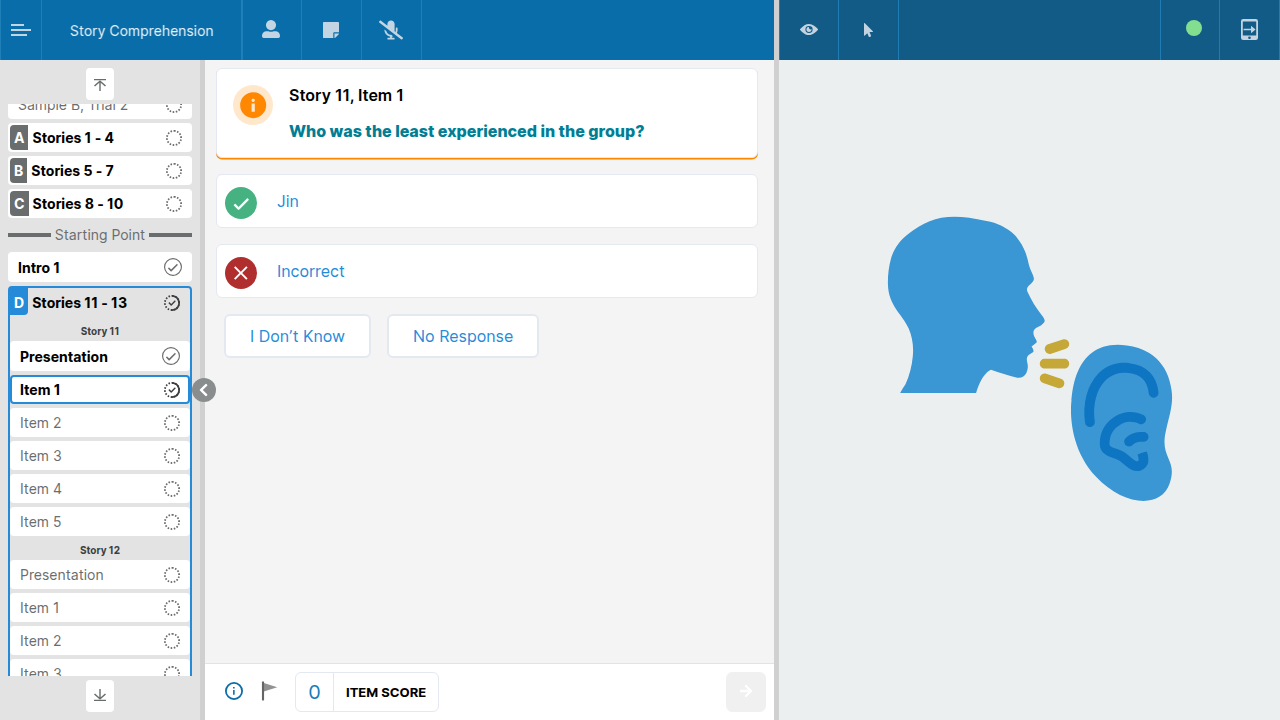 Story Comprehension
Sample B, Trial 2
A Stories 1 - 4
B Stories 5 - 7
C Stories 8 - 10
Starting Point
Intro 1
D Stories 11 - 13
Story 11
Presentation
Item 1
Item 2
Item 3
Item 4
Item 5
Story 12
Presentation
Item 1
Item 2
Item 3
Story 11, Item 1
Who was the least experienced in the group?
Jin
Incorrect
I Don’t Know
No Response
0 ITEM SCORE